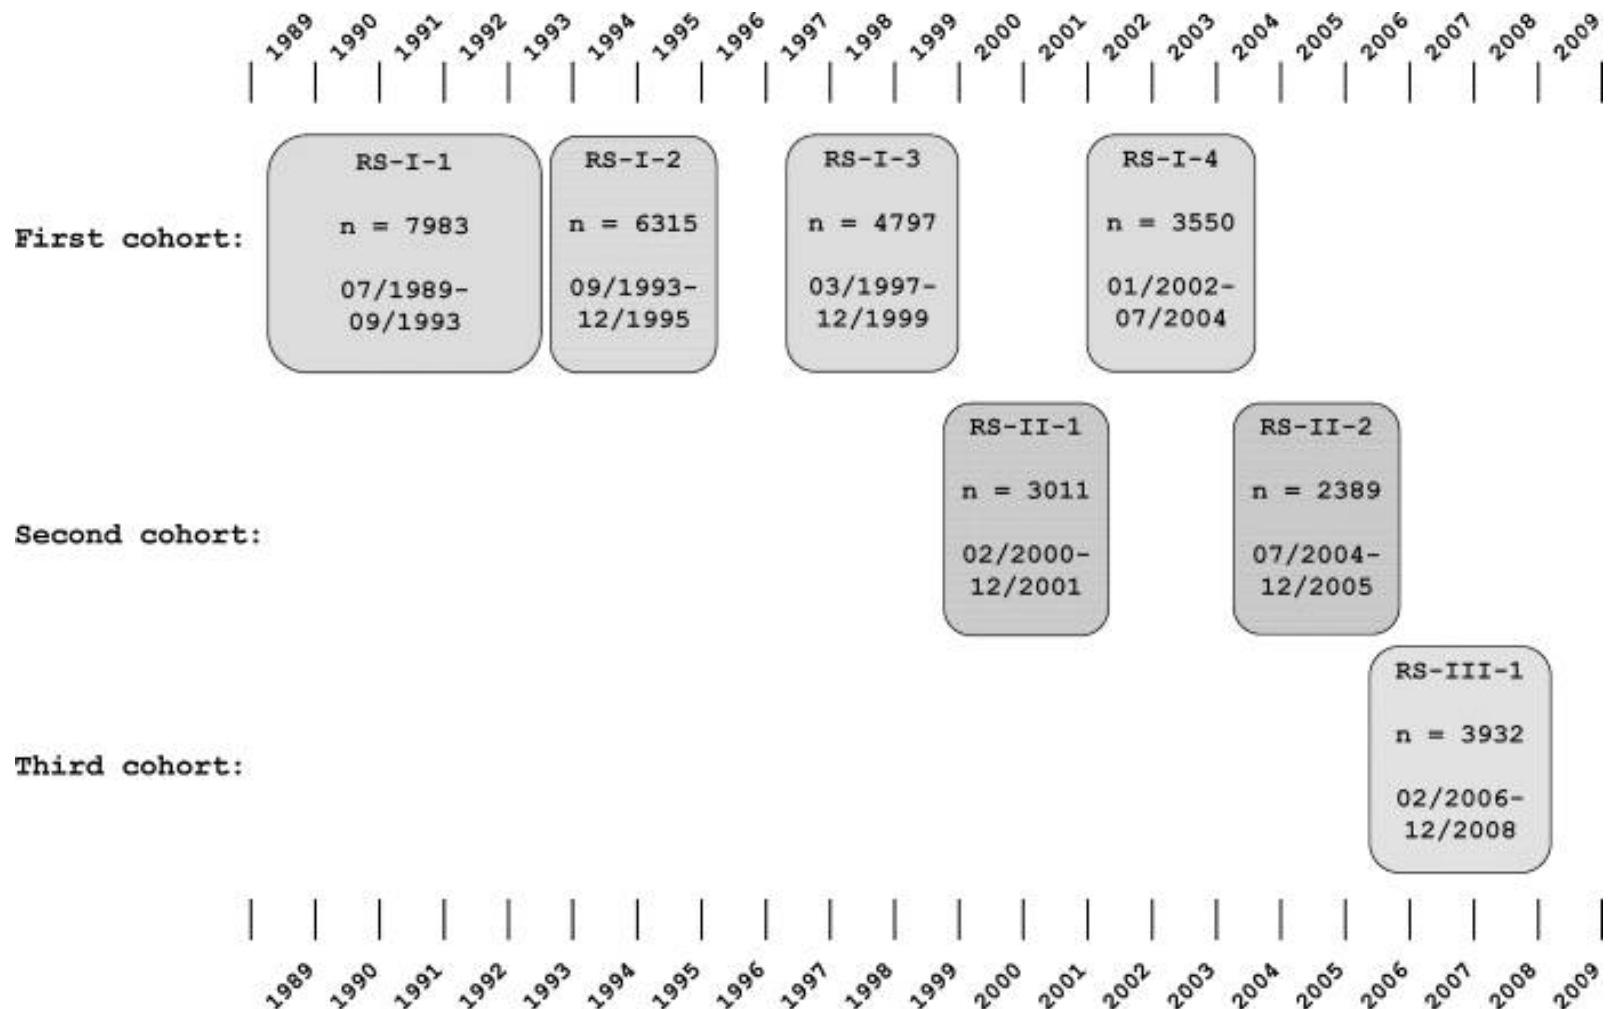 1989 1990 1991 1992 1993 1994 1995 1996 1997 1998 1999 2000 2001 2002 2003 2004 2005 2006 2007 2008 2009
First cohort:
RS-I-1
n = 7983
07/1989-
09/1993
RS-I-2
n = 6315
09/1993-
12/1995
RS-I-3
n = 4797
03/1997-
12/1999
RS-I-4
n = 3550
01/2002-
07/2004
Second cohort:
RS-II-1
n = 3011
02/2000-
12/2001
RS-II-2
n = 2389
07/2004-
12/2005
Third cohort:
RS-III-1
n = 3932
02/2006-
12/2008
1989 1990 1991 1992 1993 1994 1995 1996 1997 1998 1999 2000 2001 2002 2003 2004 2005 2006 2007 2008 2009